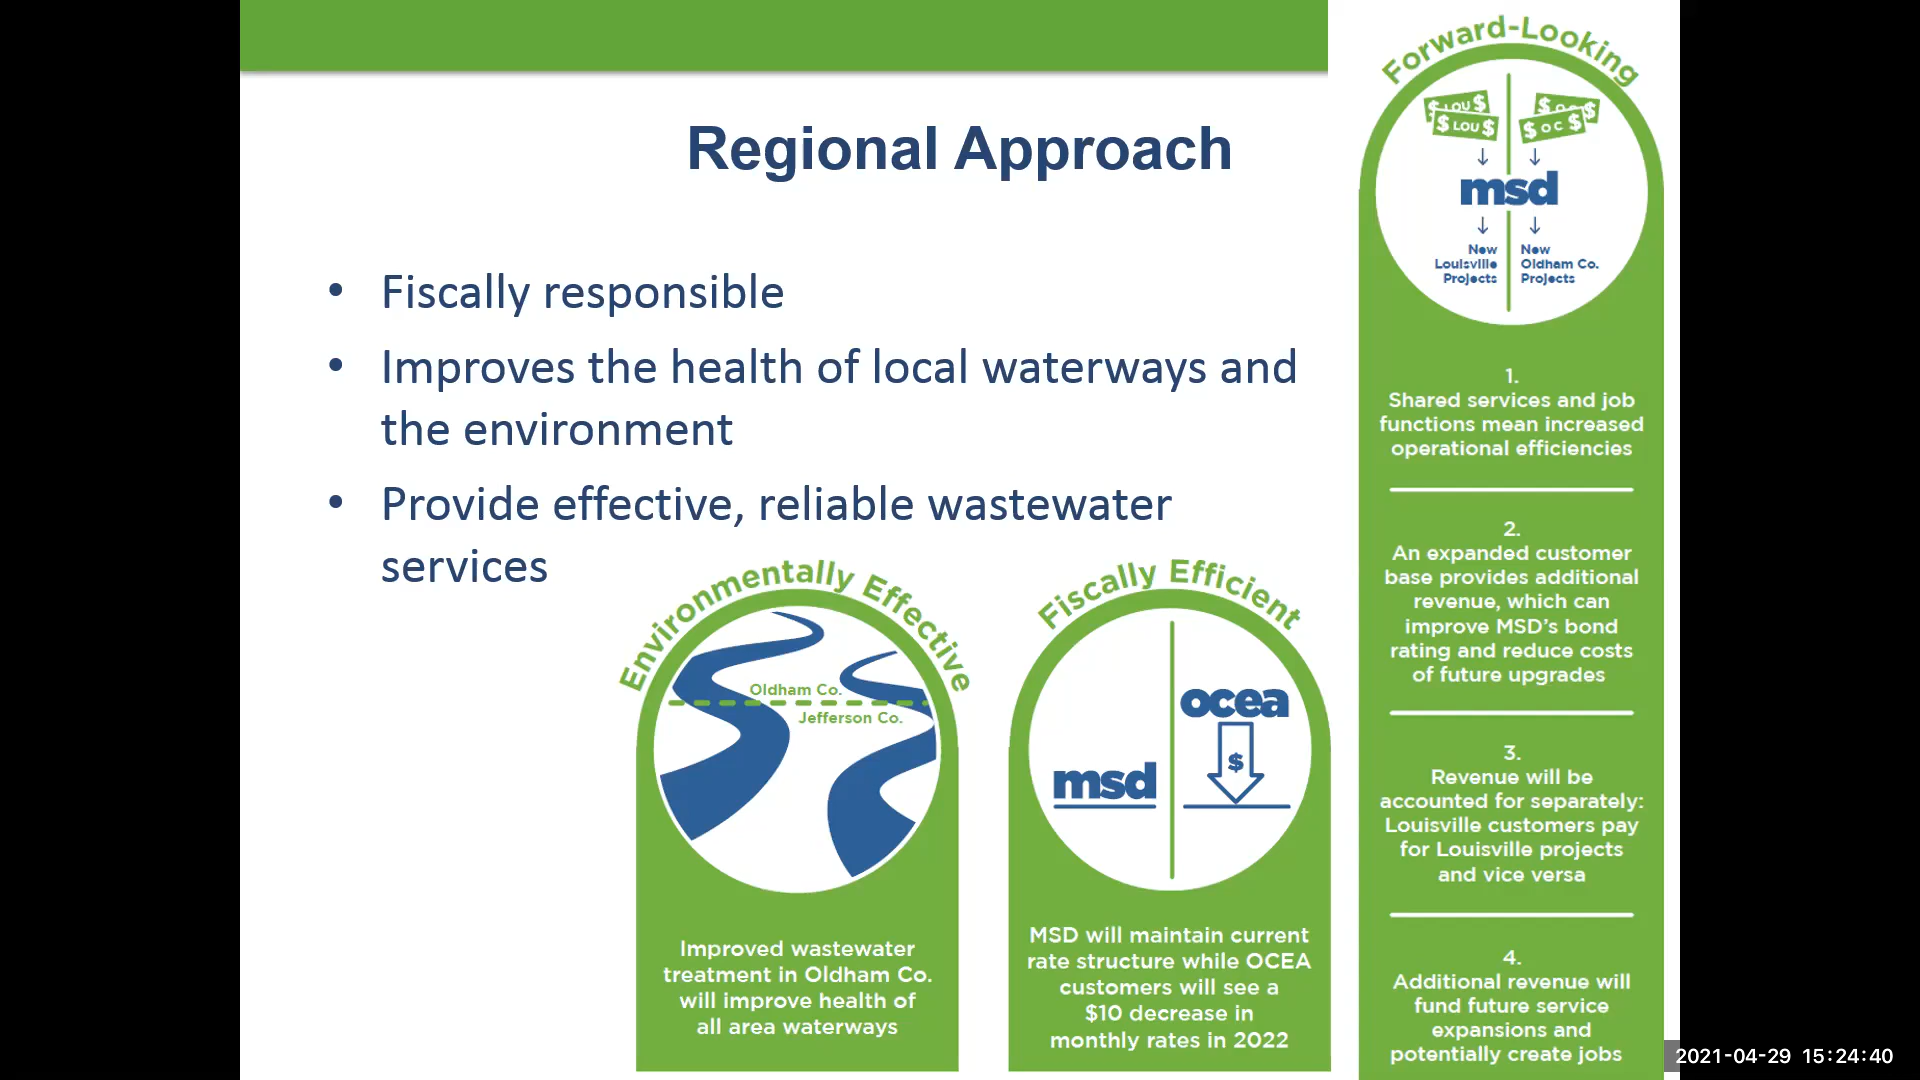 Regional Approach
• Fiscally responsible
• Improves the health of local waterways and
the environment
• Provide effective, reliable wastewater
services
Environmentally Effective
Oldham Co.
Jefferson Co.
Improved wastewater
treatment in Oldham Co.
will improve health of
all area waterways
Fiscally Efficient
msd
ocea
$
MSD will maintain current
rate structure while OCEA
customers will see a
$10 decrease in
monthly rates in 2022
Forward-Looking
$ LOU $
$ LOU $
$ OC $
$ OC $
msd
New
Louisville
Projects
New
Oldham Co.
Projects
1.
Shared services and job
functions mean increased
operational efficiencies
2.
An expanded customer
base provides additional
revenue, which can
improve MSD’s bond
rating and reduce costs
of future upgrades
3.
Revenue will be
accounted for separately:
Louisville customers pay
for Louisville projects
and vice versa
4.
Additional revenue will
fund future service
expansions and
potentially create jobs
2021-04-29 15:24:40